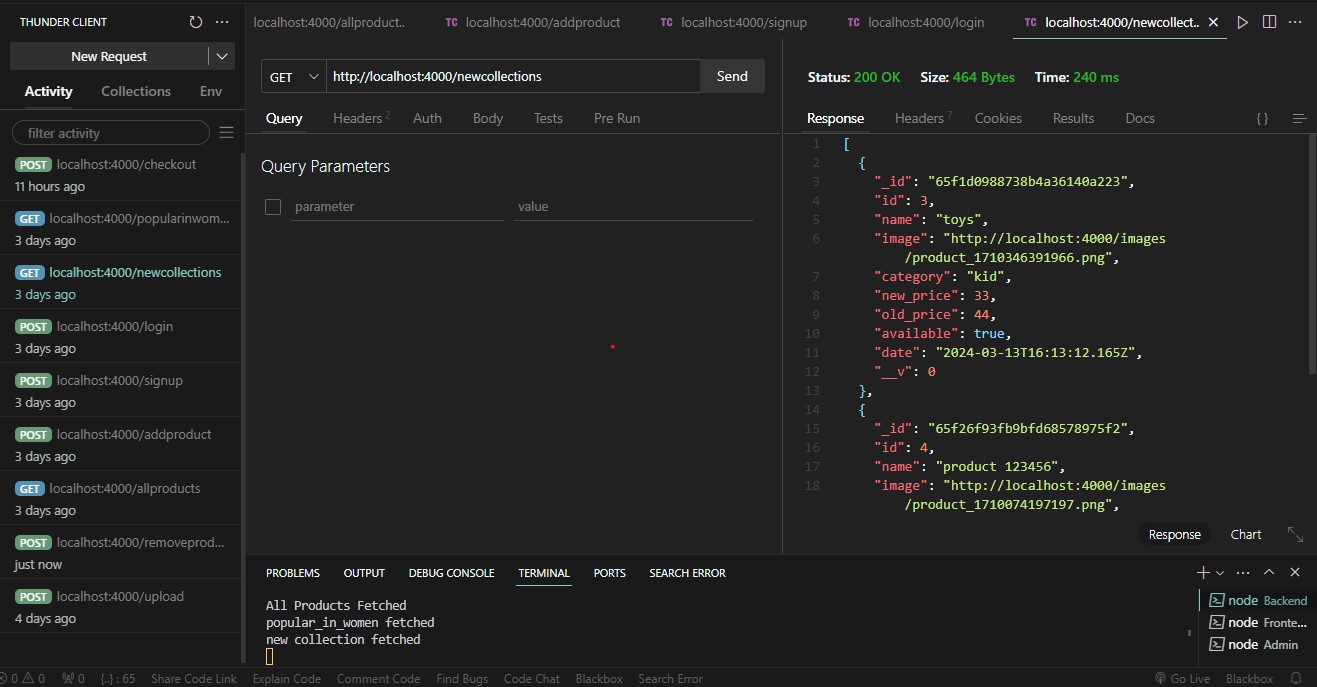 THUNDER CLIENT
New Request
Activity Collections Env
filter activity
POST localhost:4000/checkout
11 hours ago
GET localhost:4000/popularinwom...
3 days ago
GET localhost:4000/newcollections
3 days ago
POST localhost:4000/login
3 days ago
POST localhost:4000/signup
3 days ago
POST localhost:4000/addproduct
3 days ago
GET localhost:4000/allproducts
3 days ago
POST localhost:4000/removeprod...
just now
POST localhost:4000/upload
4 days ago
localhost:4000/allproduct..
TC localhost:4000/addproduct
TC localhost:4000/signup
TC localhost:4000/login
TC localhost:4000/newcollect..
GET http://localhost:4000/newcollections Send
Query Headers 2 Auth Body Tests Pre Run
Query Parameters
parameter value
Status: 200 OK Size: 464 Bytes Time: 240 ms
Response Headers 7 Cookies Results Docs {}
1 [
2 {
3 "_id": "65f1d0988738b4a36140a223",
4 "id": 3,
5 "name": "toys",
6 "image": "http://localhost:4000/images
/product_1710346391966.png",
7 "category": "kid",
8 "new_price": 33,
9 "old_price": 44,
10 "available": true,
11 "date": "2024-03-13T16:13:12.165Z",
12 "__v": 0
13 },
14 {
15 "_id": "65f26f93fb9bfd68578975f2",
16 "id": 4,
17 "name": "product 123456",
18 "image": "http://localhost:4000/images
/product_1710074197197.png",
Response Chart
PROBLEMS OUTPUT DEBUG CONSOLE TERMINAL PORTS SEARCH ERROR
All Products Fetched
popular_in_women fetched
new collection fetched
node Backend
node Fronte...
node Admin
0 0 0 {..} : 65 Share Code Link Explain Code Comment Code Find Bugs Code Chat Blackbox Search Error Go Live Blackbox